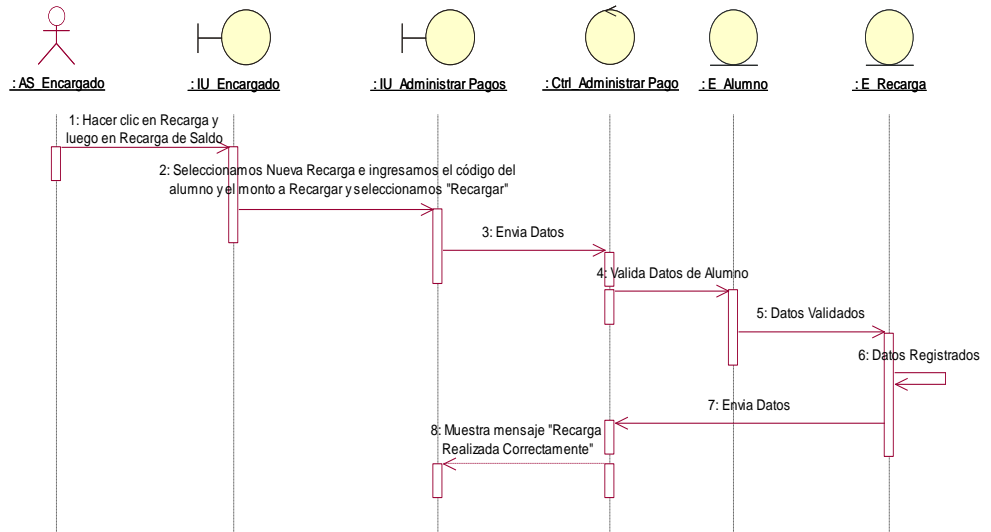 : AS_Encargado
: IU_Encargado
: IU_Administrar Pagos
: Ctrl_Administrar Pago
: E_Alumno
: E_Recarga
1: Hacer clic en Recarga y
luego en Recarga de Saldo
2: Seleccionamos Nueva Recarga e ingresamos el código del
alumno y el monto a Recargar y seleccionamos "Recargar"
3: Envia Datos
4: Valida Datos de Alumno
5: Datos Validados
6: Datos Registrados
7: Envia Datos
8: Muestra mensaje "Recarga
Realizada Correctamente"